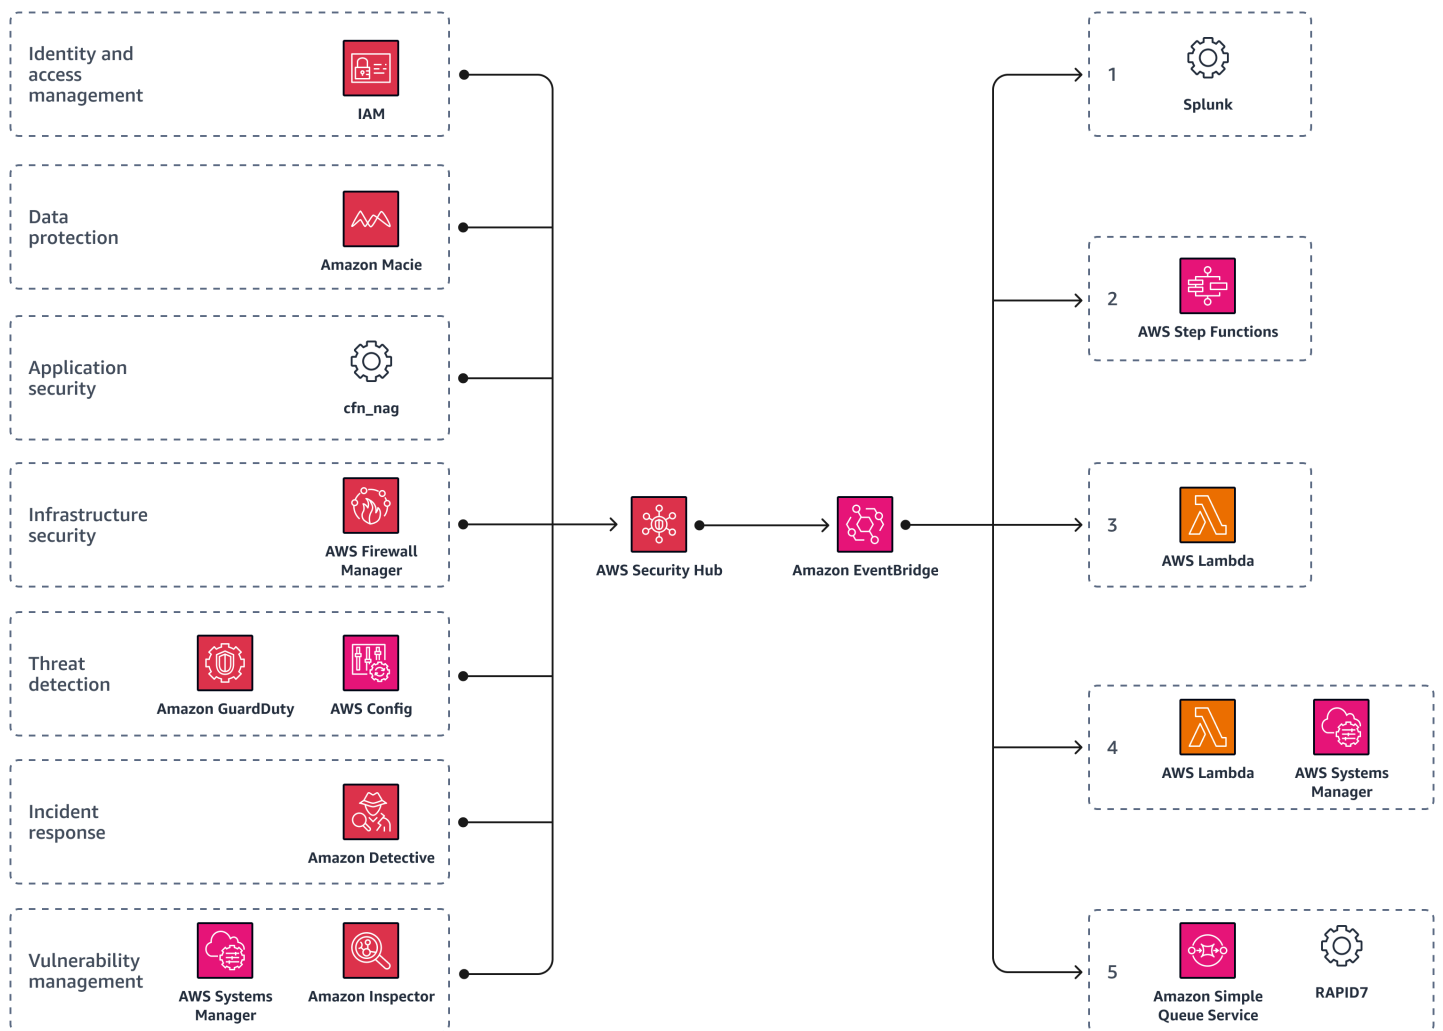 Identity and
access
management
IAM
Data
protection
Amazon Macie
Application
security
cfn_nag
Infrastructure
security
AWS Firewall
Manager
Threat
detection
Amazon GuardDuty
AWS Config
Incident
response
Amazon Detective
Vulnerability
management
AWS Systems
Manager
Amazon Inspector
AWS Security Hub
Amazon EventBridge
1
Splunk
2
AWS Step Functions
3
AWS Lambda
4
AWS Lambda
AWS Systems
Manager
5
Amazon Simple
Queue Service
RAPID7